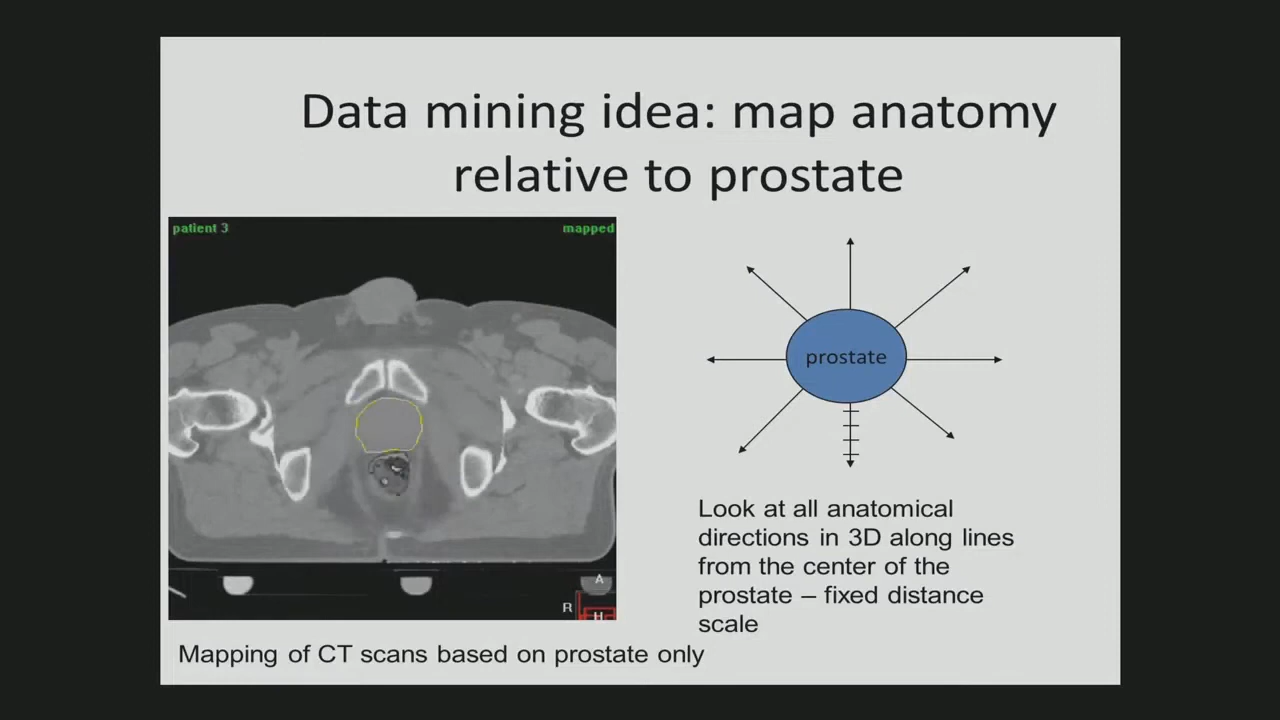 Data mining idea: map anatomy
relative to prostate
patient 3
mapped
prostate
Look at all anatomical
directions in 3D along lines
from the center of the
prostate – fixed distance
scale
A
R
H
Mapping of CT scans based on prostate only